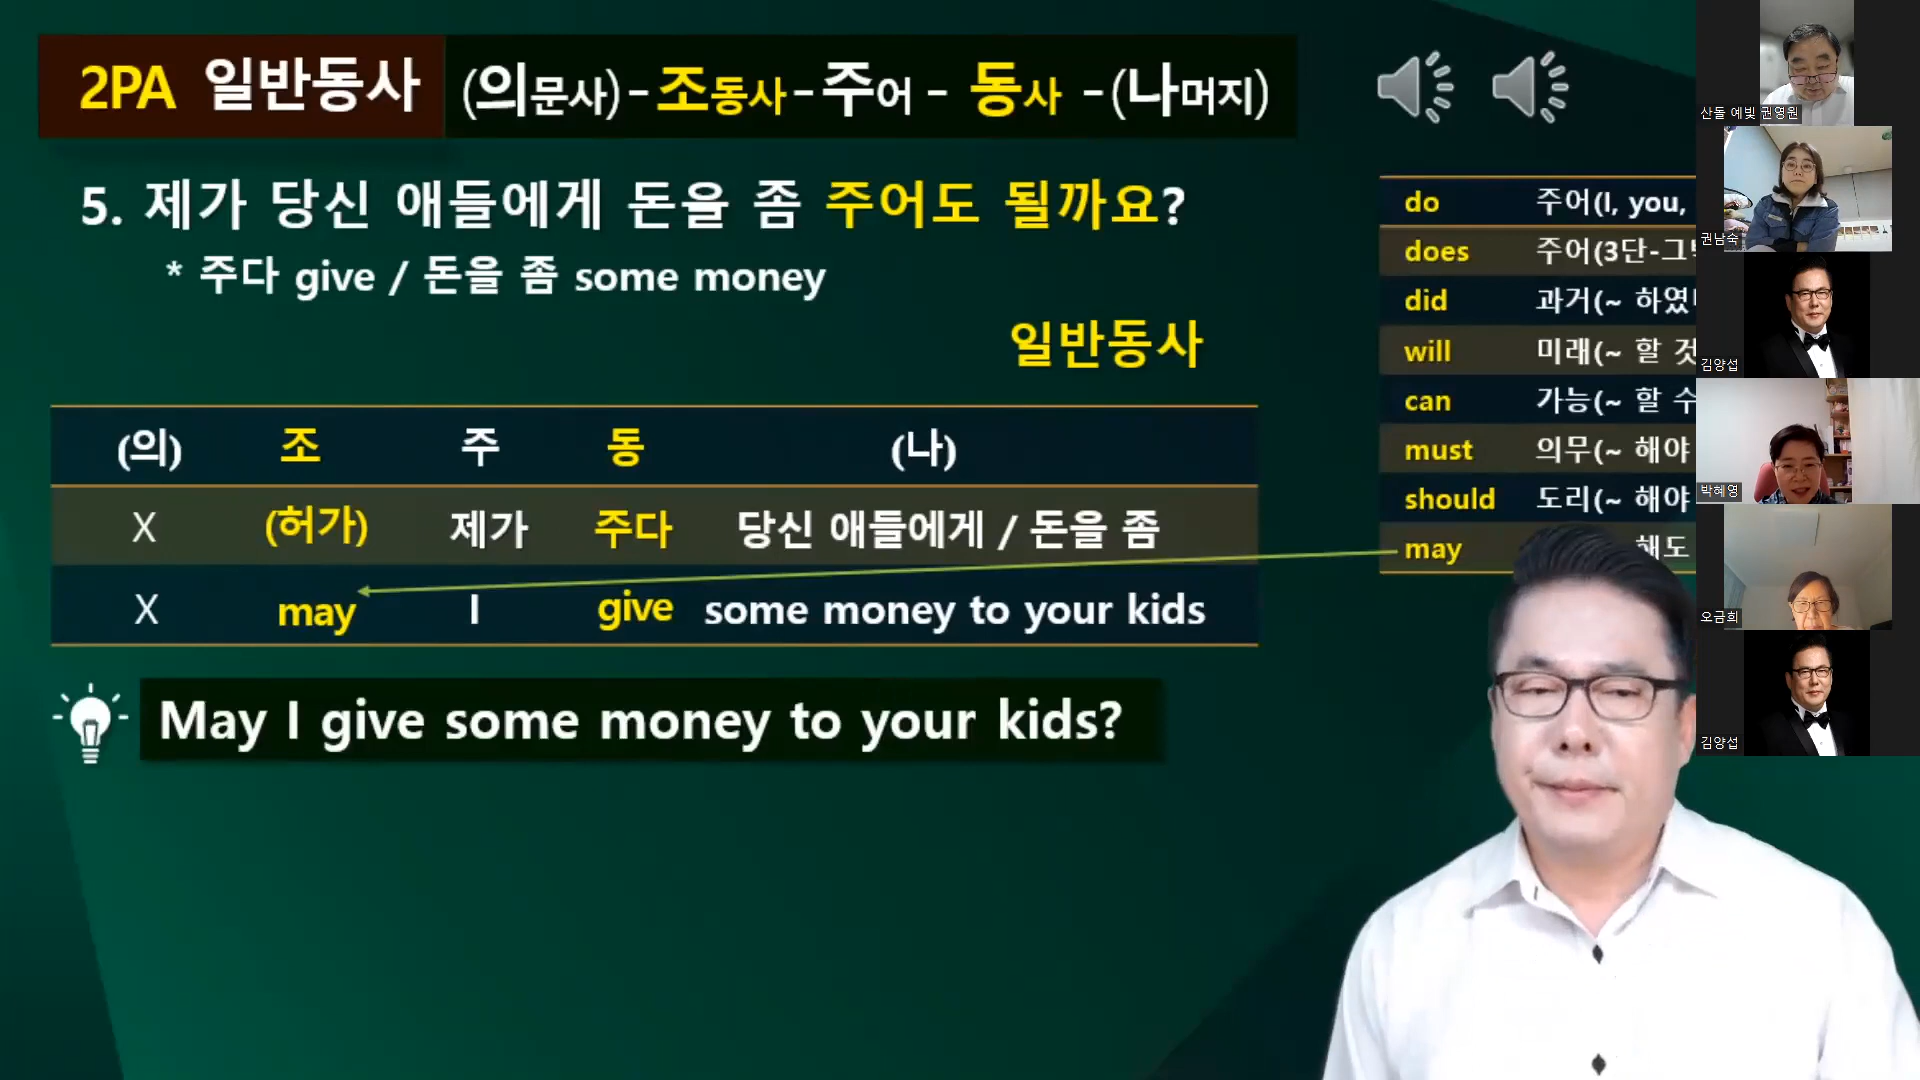 2PA 일반동사 (의문사)-조동사-주어 - 동사 -(나머지)
5. 제가 당신 애들에게 돈을 좀 주어도 될까요?
* 주다 give / 돈을 좀 some money
일반동사
(의) 조 주 동 (나)
X (허가) 제가 주다 당신 애들에게 / 돈을 좀
X may I give some money to your kids
May I give some money to your kids?
do 주어(I, you,
does 주어(3단-그
did 과거(~ 하였
will 미래(~ 할 것
can 가능(~ 할 수
must 의무(~ 해야
should 도리(~ 해야
may 해도
산돌 예빛 권영원
권남숙
김양섭
박혜영
오금희
김양섭